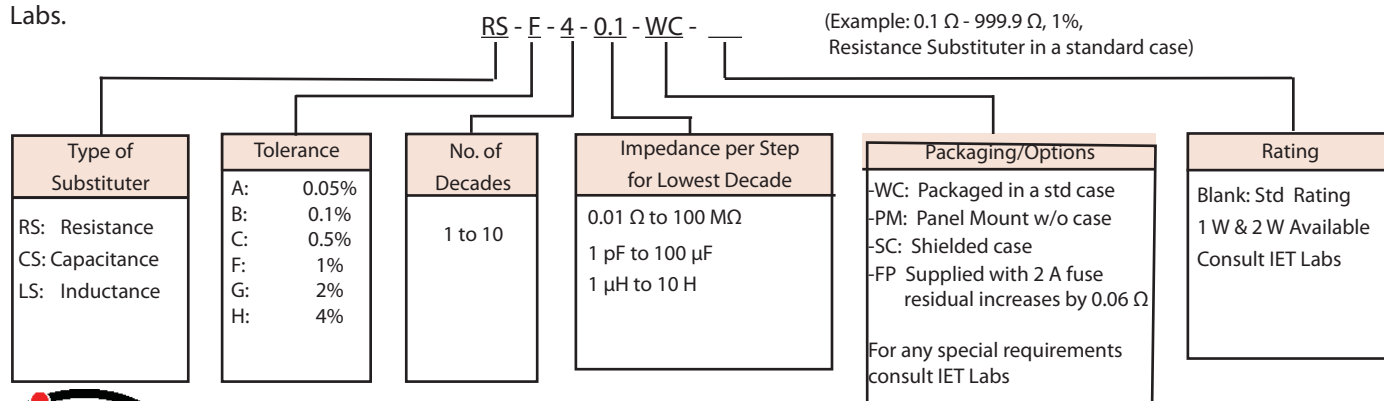 Labs.
RS - F - 4 - 0.1 - WC - __
(Example: 0.1 Ω - 999.9 Ω, 1%,
Resistance Substituter in a standard case)
Type of
Substituter
RS: Resistance
CS: Capacitance
LS: Inductance
Tolerance
A: 0.05%
B: 0.1%
C: 0.5%
F: 1%
G: 2%
H: 4%
No. of
Decades
1 to 10
Impedance per Step
for Lowest Decade
0.01 Ω to 100 MΩ
1 pF to 100 µF
1 µH to 10 H
Packaging/Options
-WC: Packaged in a std case
-PM: Panel Mount w/o case
-SC: Shielded case
-FP Supplied with 2 A fuse
residual increases by 0.06 Ω
For any special requirements
consult IET Labs
Rating
Blank: Std Rating
1 W & 2 W Available
Consult IET Labs